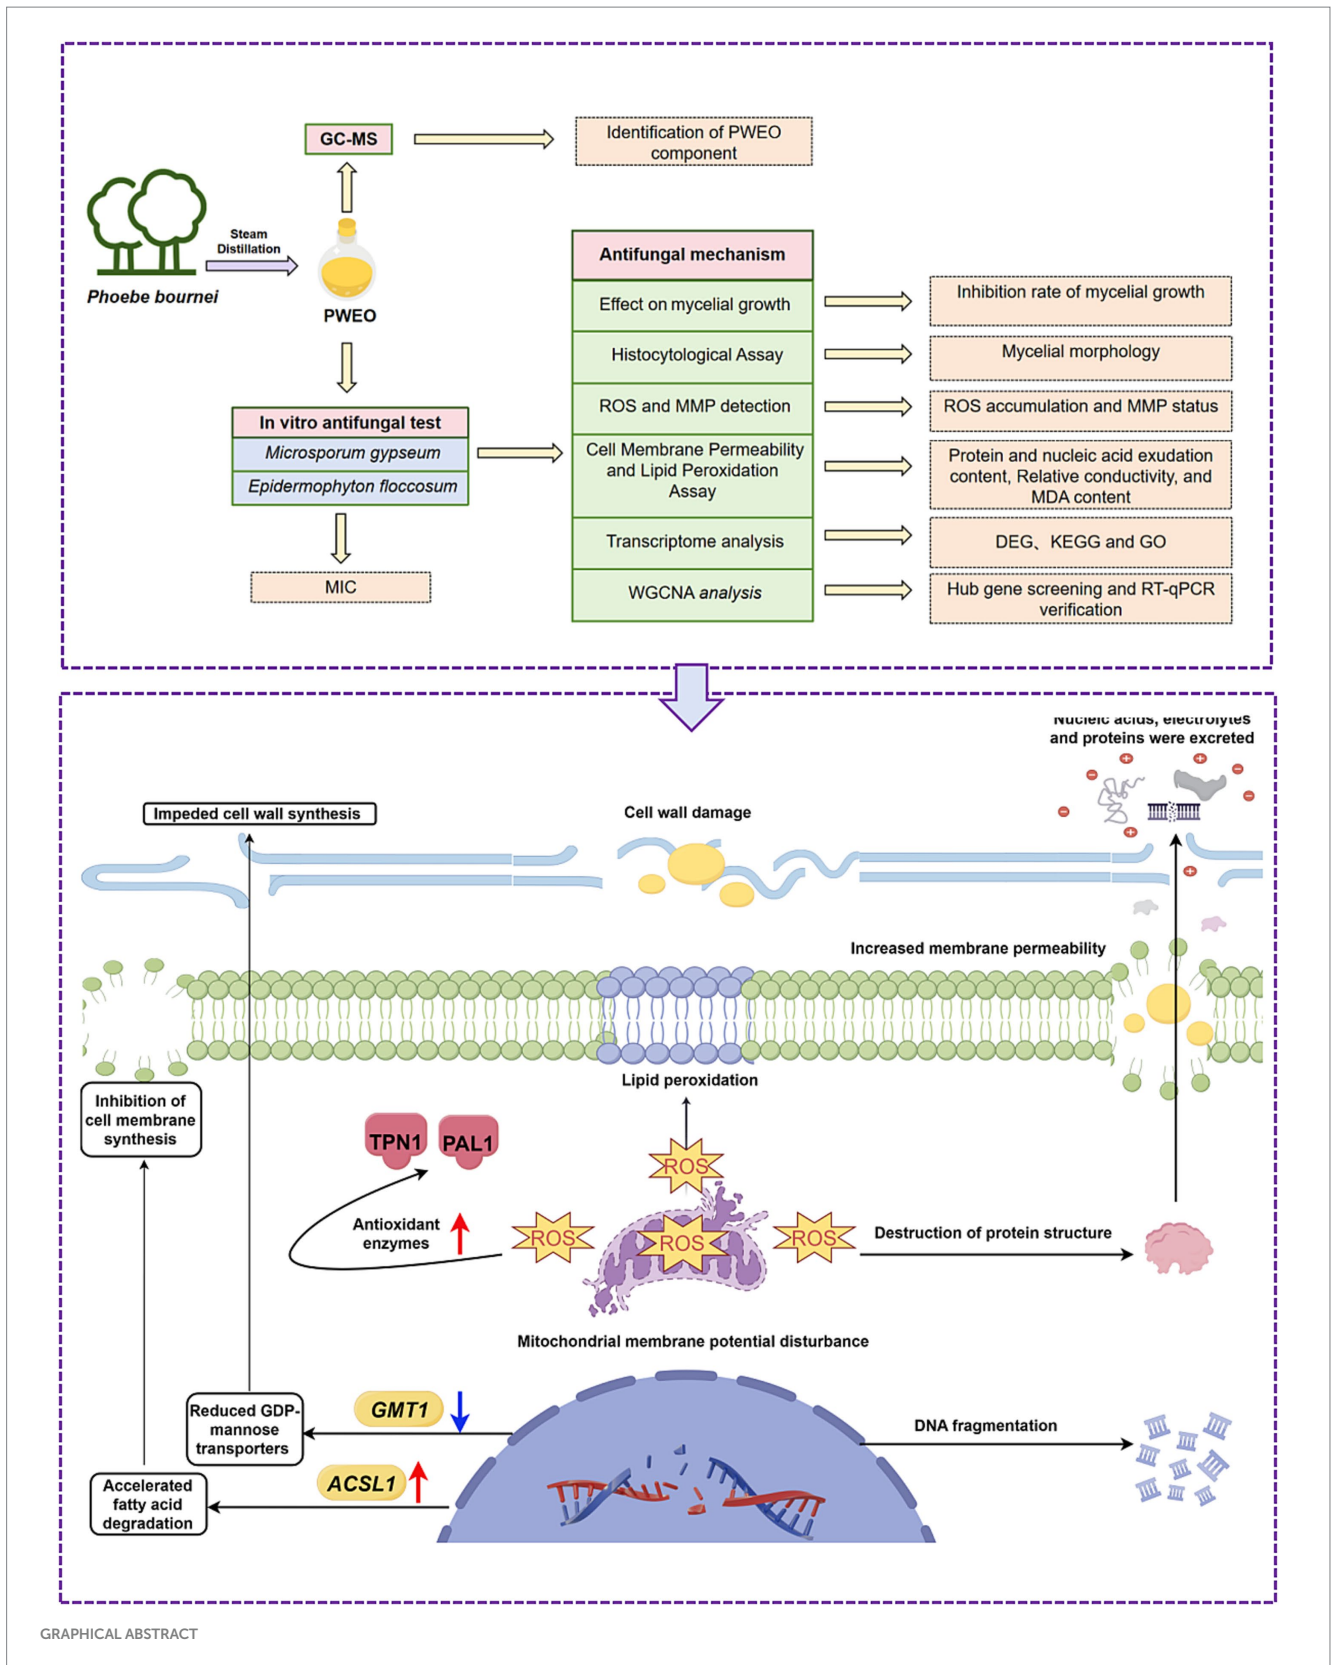 GC-MS
Identification of PWEO
component
Steam
Distillation
Phoebe bournei
PWEO
In vitro antifungal test
Microsporum gypseum
Epidermophyton floccosum
MIC
Antifungal mechanism
Effect on mycelial growth
Histocytological Assay
ROS and MMP detection
Cell Membrane Permeability
and Lipid Peroxidation
Assay
Transcriptome analysis
WGCNA analysis
Inhibition rate of mycelial growth
Mycelial morphology
ROS accumulation and MMP status
Protein and nucleic acid exudation
content, Relative conductivity, and
MDA content
DEG、KEGG and GO
Hub gene screening and RT-qPCR
verification
Nucleic acids, electrolytes
and proteins were excreted
Impeded cell wall synthesis
Cell wall damage
Increased membrane permeability
Lipid peroxidation
Inhibition of
cell membrane
synthesis
TPN1
PAL1
ROS
Antioxidant
enzymes
ROS
ROS
ROS
Destruction of protein structure
Mitochondrial membrane potential disturbance
Reduced GDP-
mannose
transporters
GMT1
DNA fragmentation
ACSL1
Accelerated
fatty acid
degradation
GRAPHICAL ABSTRACT